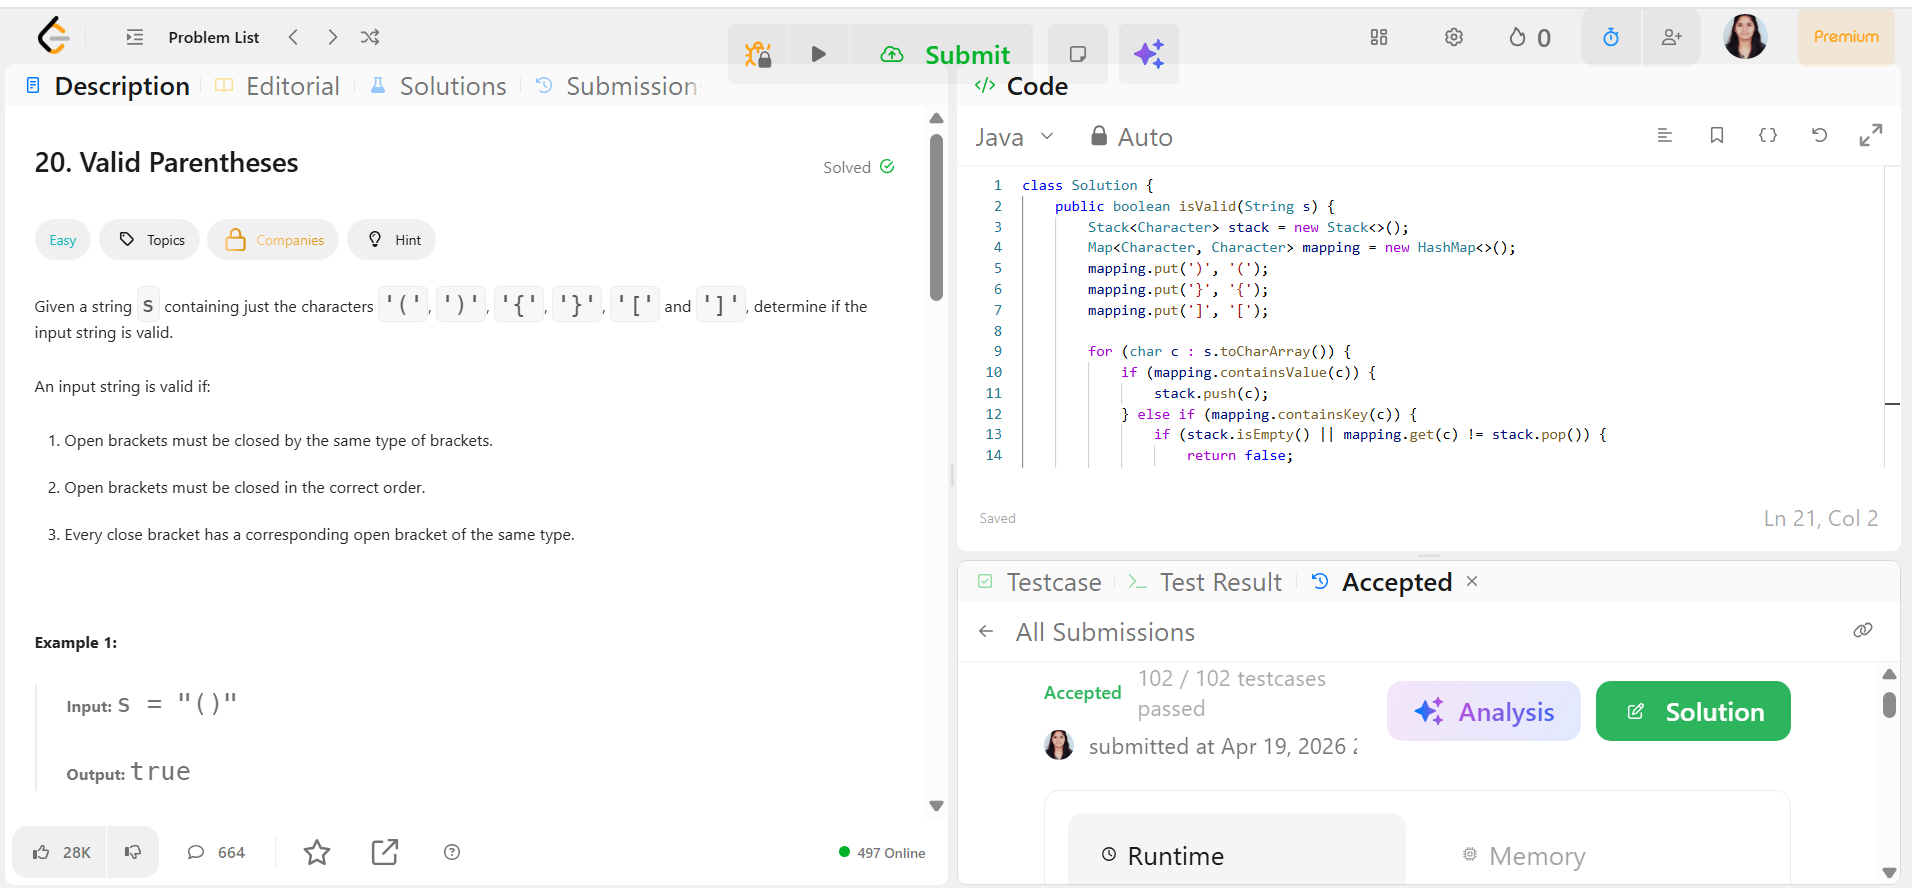 Problem List
Submit
0
Premium
Description
Editorial
Solutions
Submission
20. Valid Parentheses
Solved
Easy
Topics
Companies
Hint
Given a string s containing just the characters '(', ')', '{', '}', '[' and ']', determine if the
input string is valid.
An input string is valid if:
1. Open brackets must be closed by the same type of brackets.
2. Open brackets must be closed in the correct order.
3. Every close bracket has a corresponding open bracket of the same type.
Example 1:
Input: s = "()"
Output: true
28K
664
497 Online
Code
Java
Auto
1 class Solution {
2 public boolean isValid(String s) {
3 Stack<Character> stack = new Stack<>();
4 Map<Character, Character> mapping = new HashMap<>();
5 mapping.put(')', '(');
6 mapping.put('}', '{');
7 mapping.put(']', '[');
8
9 for (char c : s.toCharArray()) {
10 if (mapping.containsValue(c)) {
11 stack.push(c);
12 } else if (mapping.containsKey(c)) {
13 if (stack.isEmpty() || mapping.get(c) != stack.pop()) {
14 return false;
Saved
Ln 21, Col 2
Testcase
Test Result
Accepted
All Submissions
Accepted
102 / 102 testcases
passed
submitted at Apr 19, 2026
Analysis
Solution
Runtime
Memory